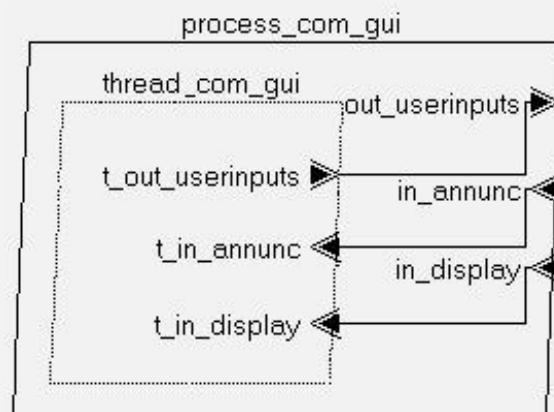 process_com_gui
thread_com_gui
out_userinputs
t_out_userinputs
in_annunc
t_in_annunc
in_display
t_in_display